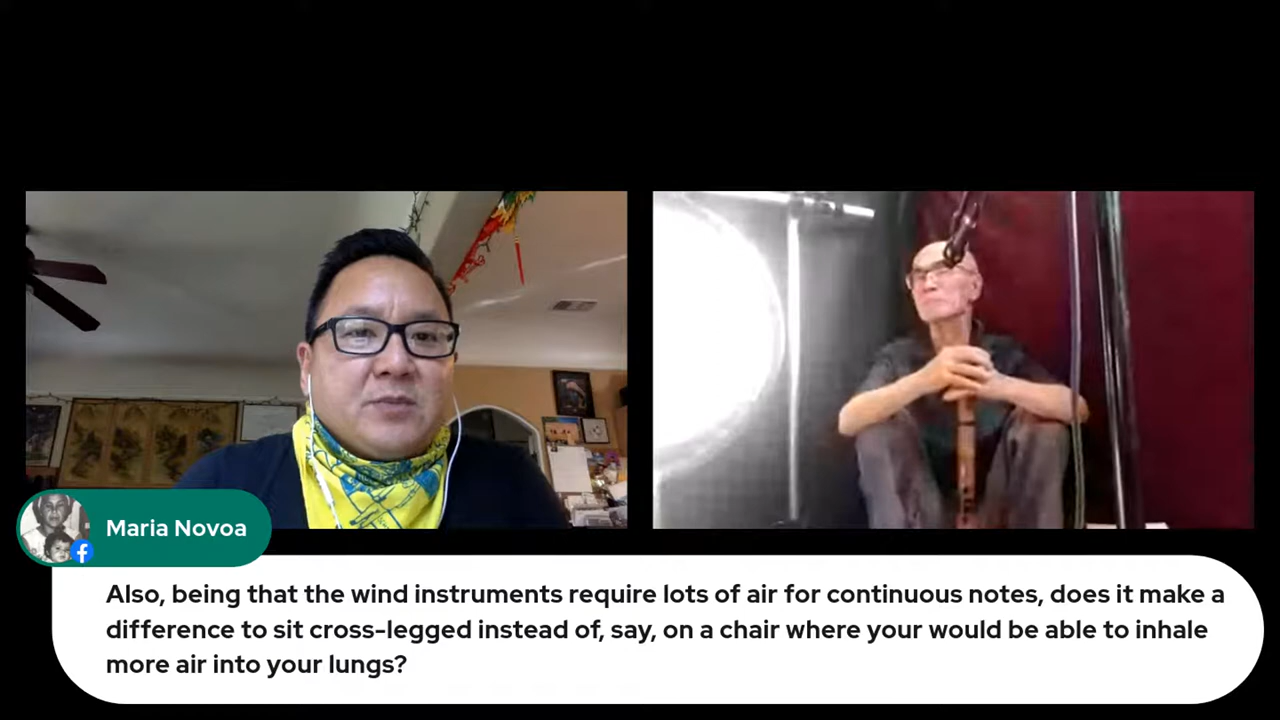 Maria Novoa
Also, being that the wind instruments require lots of air for continuous notes, does it make a
difference to sit cross-legged instead of, say, on a chair where your would be able to inhale
more air into your lungs?